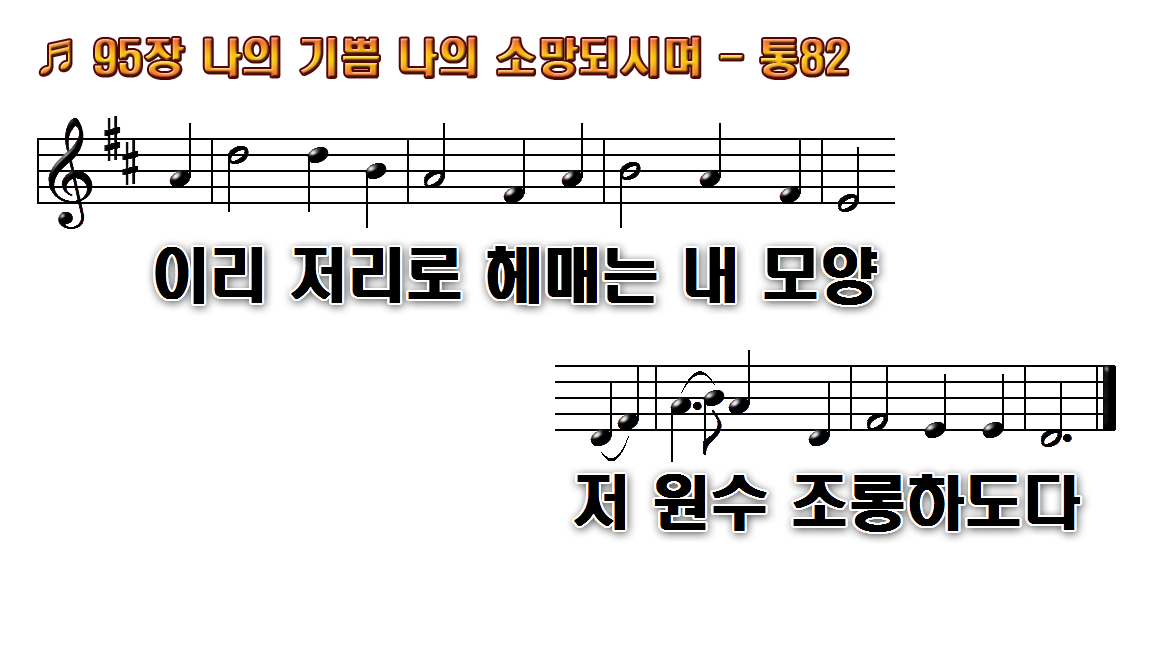 ♬ 95장 나의 기쁨 나의 소망되시며 - 통82
이리 저리로 헤매는 내 모양
저 원수 조롱하도다